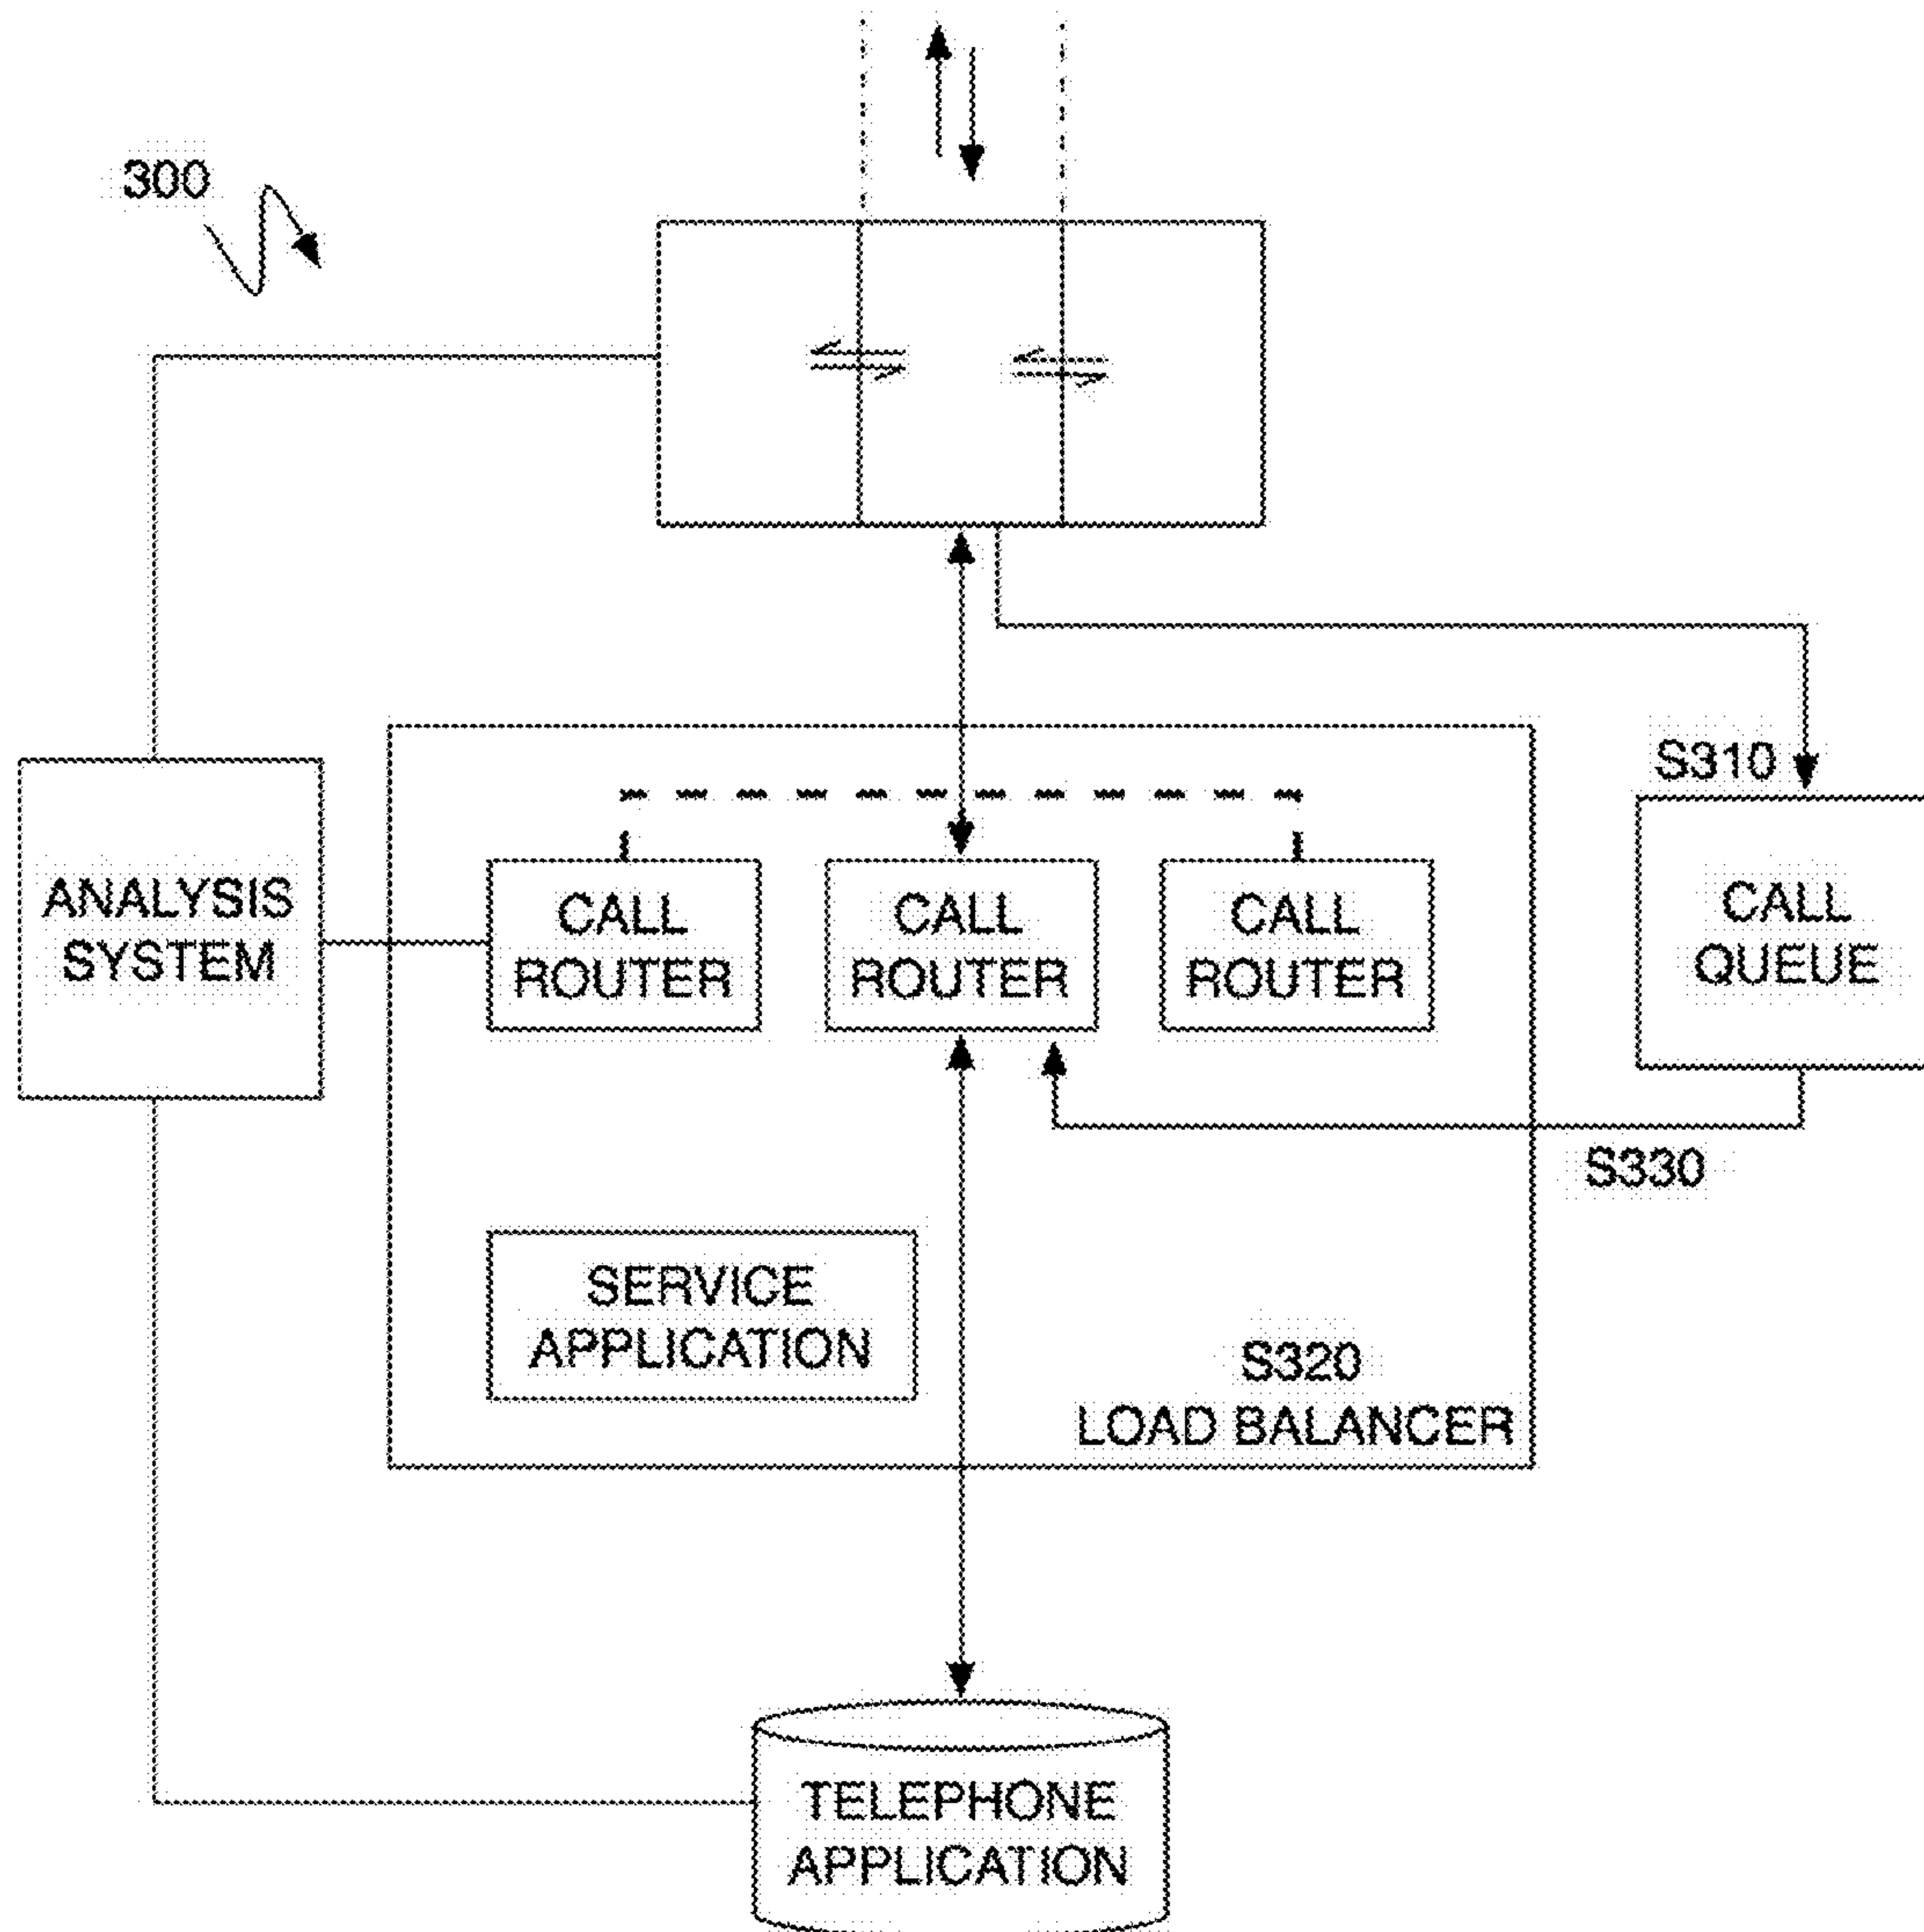 300
S310
ANALYSIS
SYSTEM
CALL
ROUTER
CALL
ROUTER
CALL
ROUTER
CALL
QUEUE
S330
SERVICE
APPLICATION
S320
LOAD BALANCER
TELEPHONE
APPLICATION